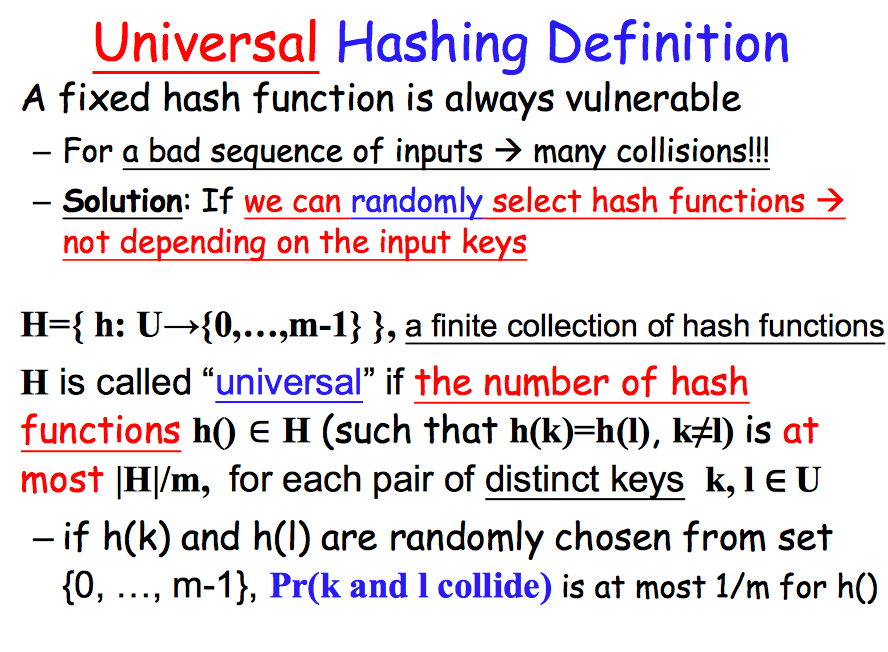 Universal Hashing Definition
A fixed hash function is always vulnerable
– For a bad sequence of inputs → many collisions!!!
– Solution: If we can randomly select hash functions →
not depending on the input keys
H={ h: U→{0,…,m-1} }, a finite collection of hash functions
H is called “universal” if the number of hash
functions h() ∈ H (such that h(k)=h(l), k≠l) is at
most |H|/m, for each pair of distinct keys k, l ∈ U
– if h(k) and h(l) are randomly chosen from set
{0, …, m-1}, Pr(k and l collide) is at most 1/m for h()